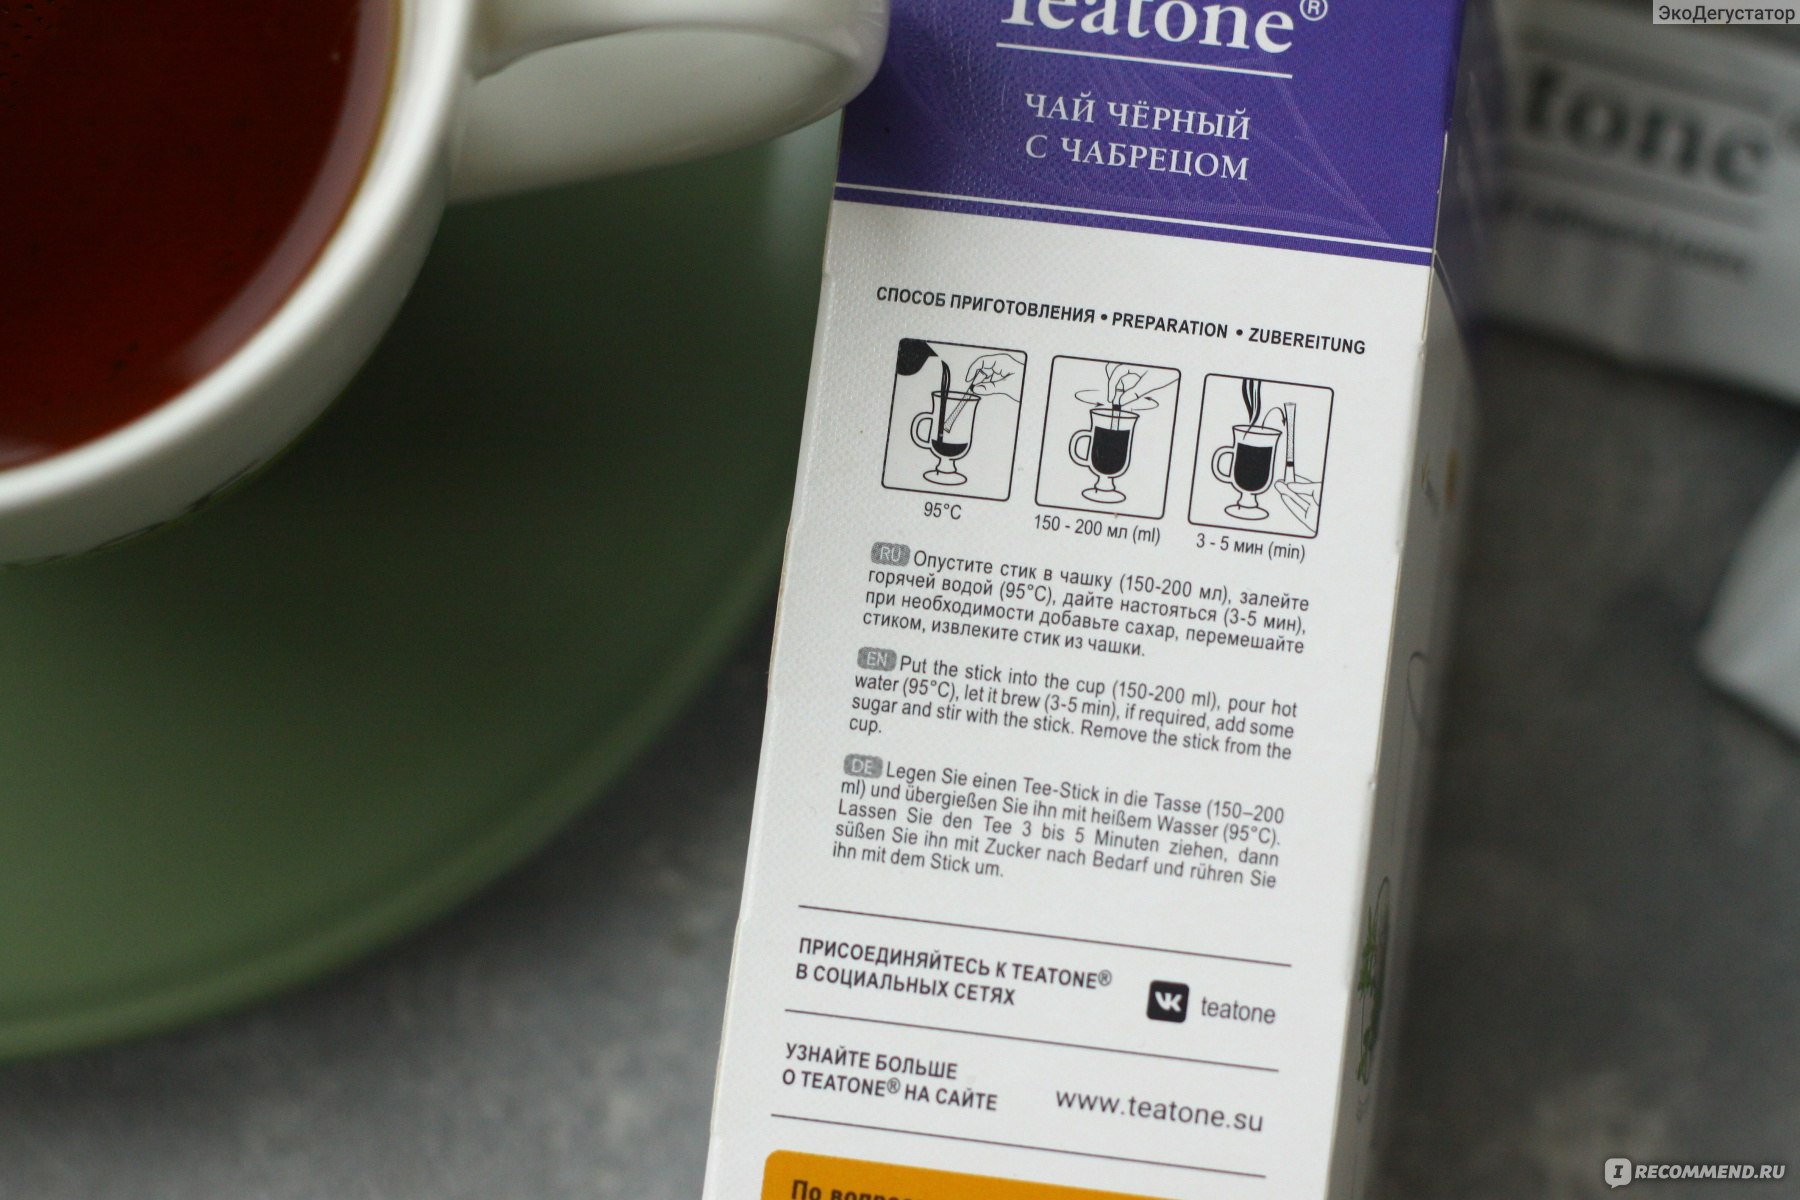 ЭкоДегустатор
Teatone®
ЧАЙ ЧЁРНЫЙ
С ЧАБРЕЦОМ
tone
СПОСОБ ПРИГОТОВЛЕНИЯ • PREPARATION • ZUBEREITUNG
95°C
150 - 200 мл (ml)
3 - 5 мин (min)
RU Опустите стик в чашку (150-200 мл), залейте
горячей водой (95°C), дайте настояться (3-5 мин),
при необходимости добавьте сахар, перемешайте
стиком, извлеките стик из чашки.
EN Put the stick into the cup (150-200 ml), pour hot
water (95°C), let it brew (3-5 min), if required, add some
sugar and stir with the stick. Remove the stick from the
cup.
DE Legen Sie einen Tee-Stick in die Tasse (150–200
ml) und übergießen Sie ihn mit heißem Wasser (95°C).
Lassen Sie den Tee 3 bis 5 Minuten ziehen, dann
süßen Sie ihn mit Zucker nach Bedarf und rühren Sie
ihn mit dem Stick um.
ПРИСОЕДИНЯЙТЕСЬ К TEATONE®
В СОЦИАЛЬНЫХ СЕТЯХ
teatone
УЗНАЙТЕ БОЛЬШЕ
О TEATONE® НА САЙТЕ
www.teatone.su
По
IRECOMMEND.RU